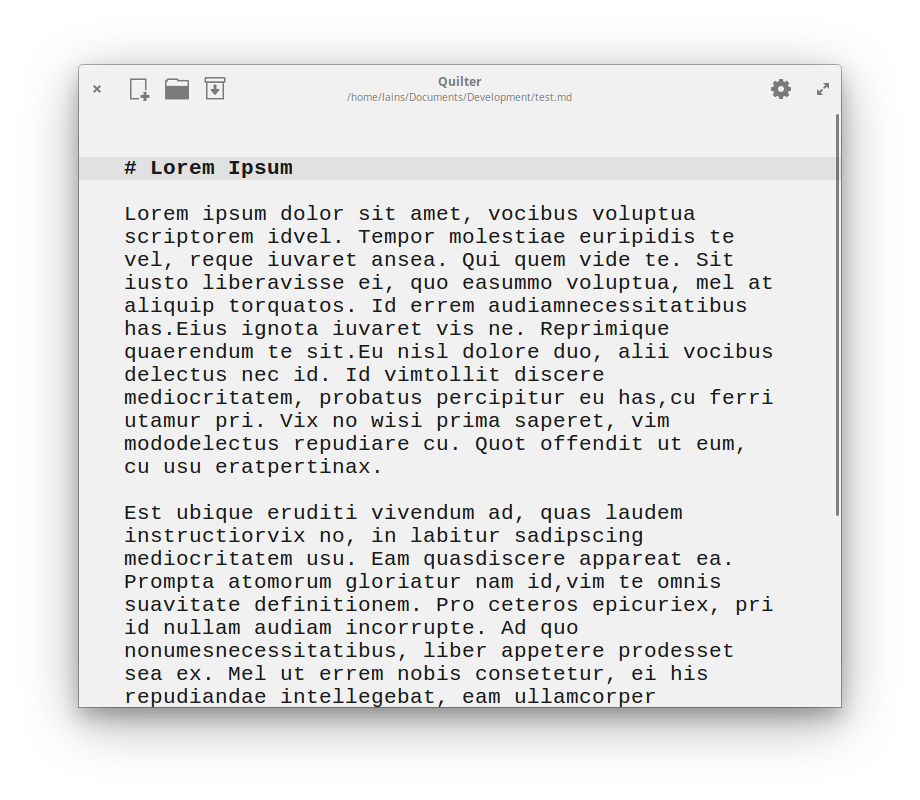 Quilter
/home/lains/Documents/Development/test.md
# Lorem Ipsum
Lorem ipsum dolor sit amet, vocibus voluptua
scriptorem idvel. Tempor molestiae euripidis te
vel, reque iuvaret ansea. Qui quem vide te. Sit
iusto liberavisse ei, quo easummo voluptua, mel at
aliquip torquatos. Id errem audiamnecessitatibus
has.Eius ignota iuvaret vis ne. Reprimique
quaerendum te sit.Eu nisl dolore duo, alii vocibus
delectus nec id. Id vimtollit discere
mediocritatem, probatus percipitur eu has,cu ferri
utamur pri. Vix no wisi prima saperet, vim
mododelectus repudiare cu. Quot offendit ut eum,
cu usu eratpertinax.
Est ubique eruditi vivendum ad, quas laudem
instructiorvix no, in labitur sadipscing
mediocritatem usu. Eam quasdiscere appareat ea.
Prompta atomorum gloriatur nam id,vim te omnis
suavitate definitionem. Pro ceteros epicuriex, pri
id nullam audiam incorrupte. Ad quo
nonumesnecessitatibus, liber appetere prodesset
sea ex. Mel ut errem nobis consetetur, ei his
repudiandae intellegebat, eam ullamcorper